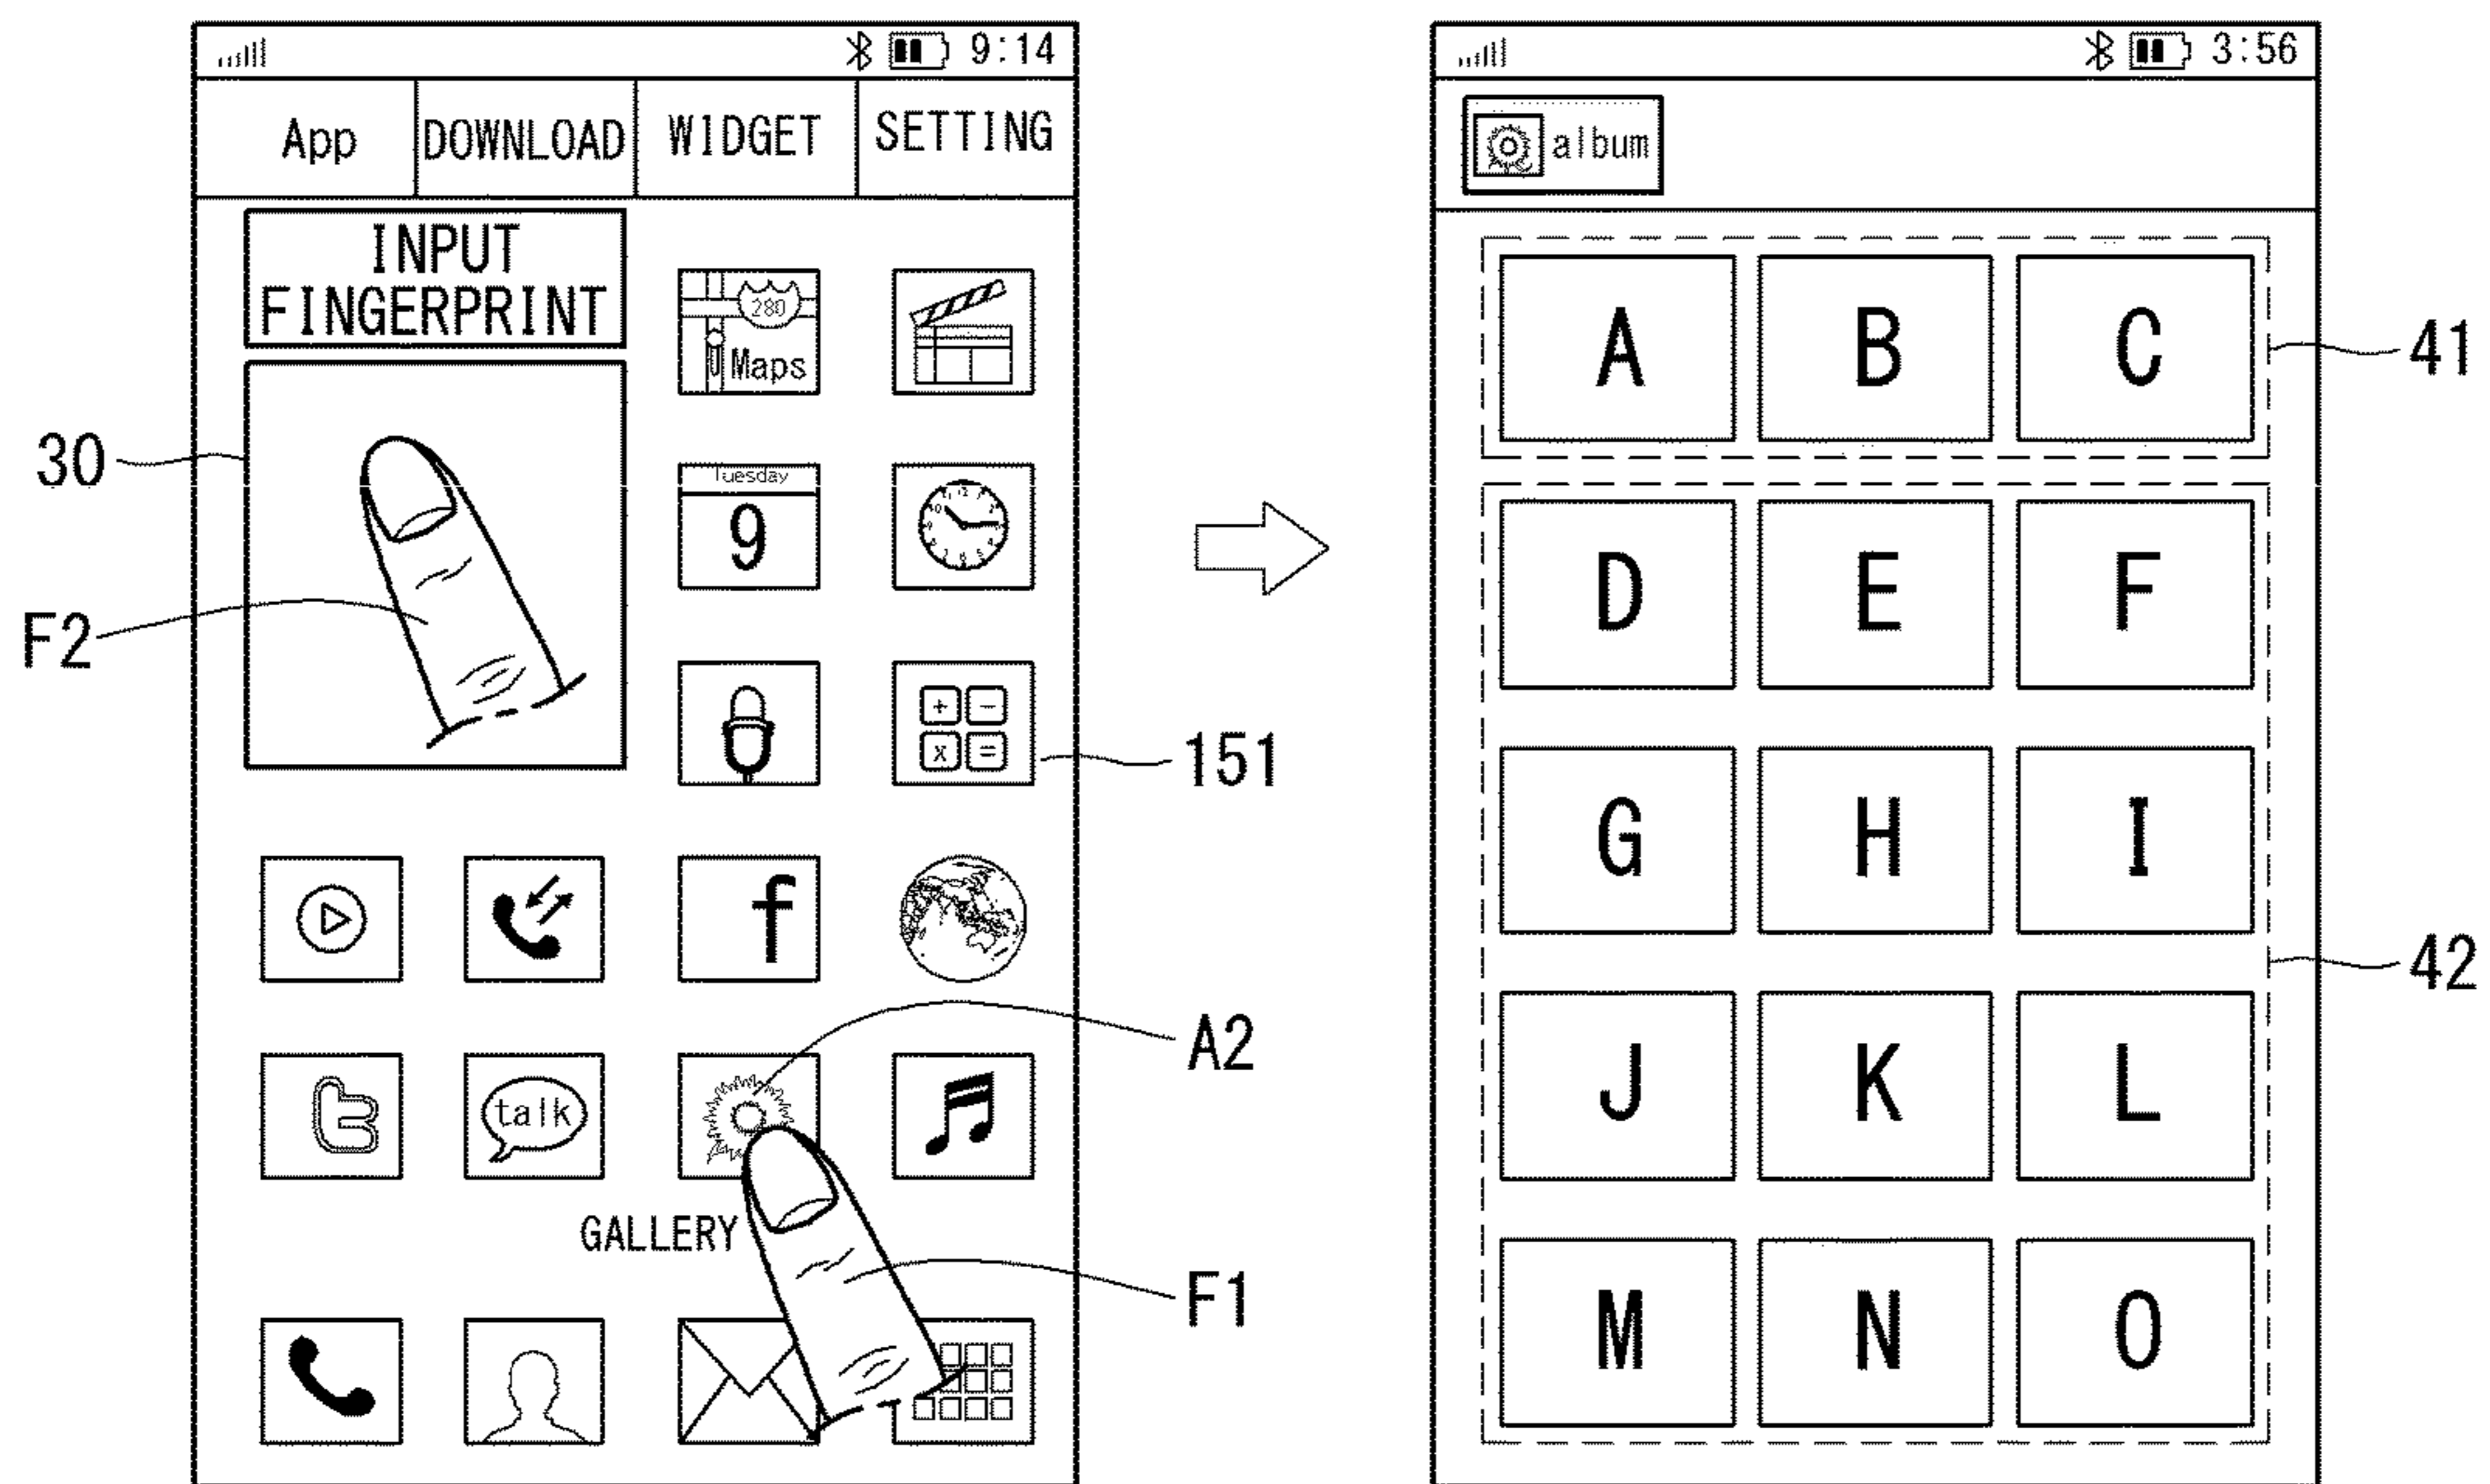 9:14
App DOWNLOAD WIDGET SETTING
INPUT
FINGERPRINT
280
Maps
30
Tuesday
9
F2
+ -
x =
151
f
A2
t
talk
GALLERY
F1
3:56
album
A B C
41
D E F
G H I
42
J K L
M N O